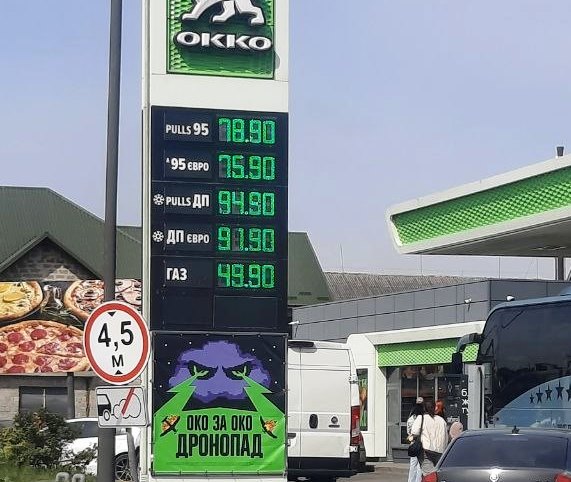 OKKO
PULLS 95 78.90
▲95 ЄВРО 75.90
PULLS ДП 94.90
ДП ЄВРО 91.90
ГАЗ 49.90
4,5
М
ОКО ЗА ОКО
ДРОНОПАД